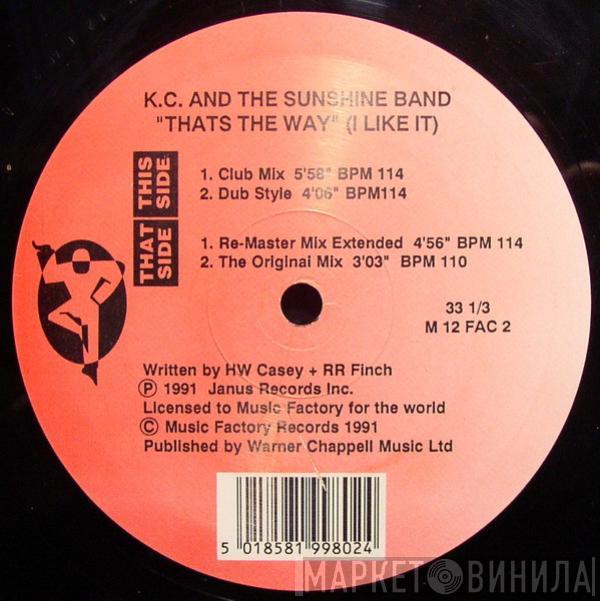 K.C. AND THE SUNSHINE BAND
"THATS THE WAY" (I LIKE IT)
THIS SIDE
1. Club Mix 5'58" BPM 114
2. Dub Style 4'06" BPM114
THAT SIDE
1. Re-Master Mix Extended 4'56" BPM 114
2. The Original Mix 3'03" BPM 110
33 1/3
M 12 FAC 2
Written by HW Casey + RR Finch
Ⓟ 1991 Janus Records Inc.
Licensed to Music Factory for the world
© Music Factory Records 1991
Published by Warner Chappell Music Ltd
5 018581 998024
МАРКЕТ ВИНИЛА